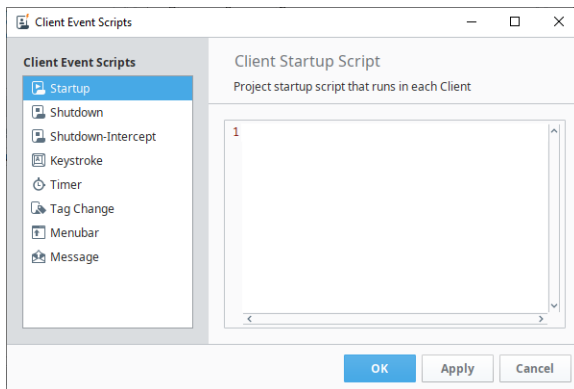 Client Event Scripts
Client Event Scripts
Startup
Shutdown
Shutdown-Intercept
Keystroke
Timer
Tag Change
Menubar
Message
Client Startup Script
Project startup script that runs in each Client
1
OK
Apply
Cancel